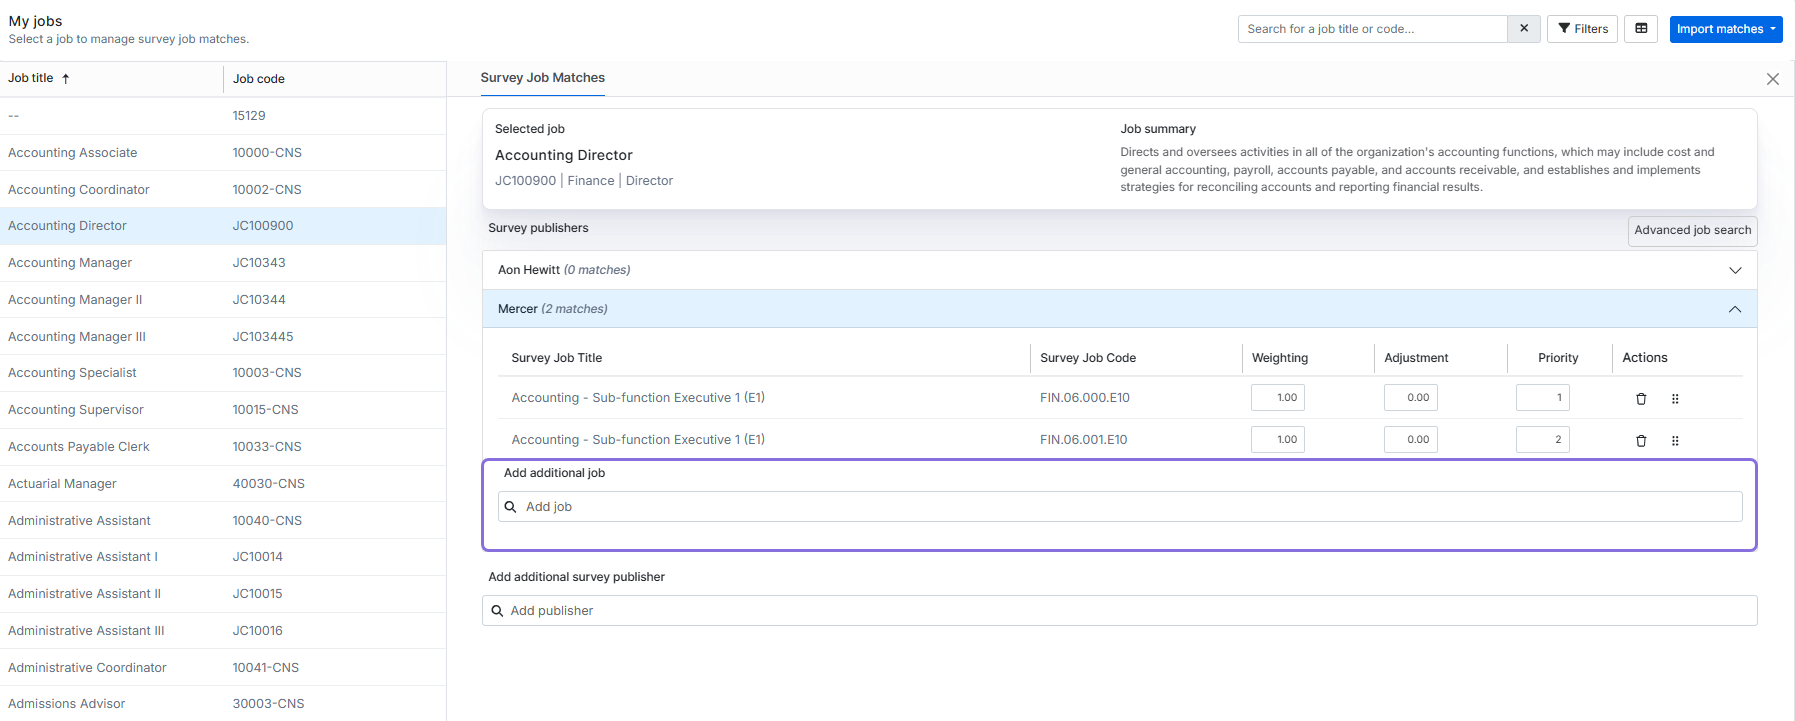 My jobs
Select a job to manage survey job matches.
Search for a job title or code...
Filters
Import matches
Job title
Job code
--
15129
Accounting Associate
10000-CNS
Accounting Coordinator
10002-CNS
Accounting Director
JC100900
Accounting Manager
JC10343
Accounting Manager II
JC10344
Accounting Manager III
JC103445
Accounting Specialist
10003-CNS
Accounting Supervisor
10015-CNS
Accounts Payable Clerk
10033-CNS
Actuarial Manager
40030-CNS
Administrative Assistant
10040-CNS
Administrative Assistant I
JC10014
Administrative Assistant II
JC10015
Administrative Assistant III
JC10016
Administrative Coordinator
10041-CNS
Admissions Advisor
30003-CNS
Survey Job Matches
Selected job
Accounting Director
JC100900 | Finance | Director
Job summary
Directs and oversees activities in all of the organization's accounting functions, which may include cost and
general accounting, payroll, accounts payable, and accounts receivable, and establishes and implements
strategies for reconciling accounts and reporting financial results.
Survey publishers
Advanced job search
Aon Hewitt (0 matches)
Mercer (2 matches)
Survey Job Title
Survey Job Code
Weighting
Adjustment
Priority
Actions
Accounting - Sub-function Executive 1 (E1)
FIN.06.000.E10
1.00
0.00
1
Accounting - Sub-function Executive 1 (E1)
FIN.06.001.E10
1.00
0.00
2
Add additional job
Add job
Add additional survey publisher
Add publisher